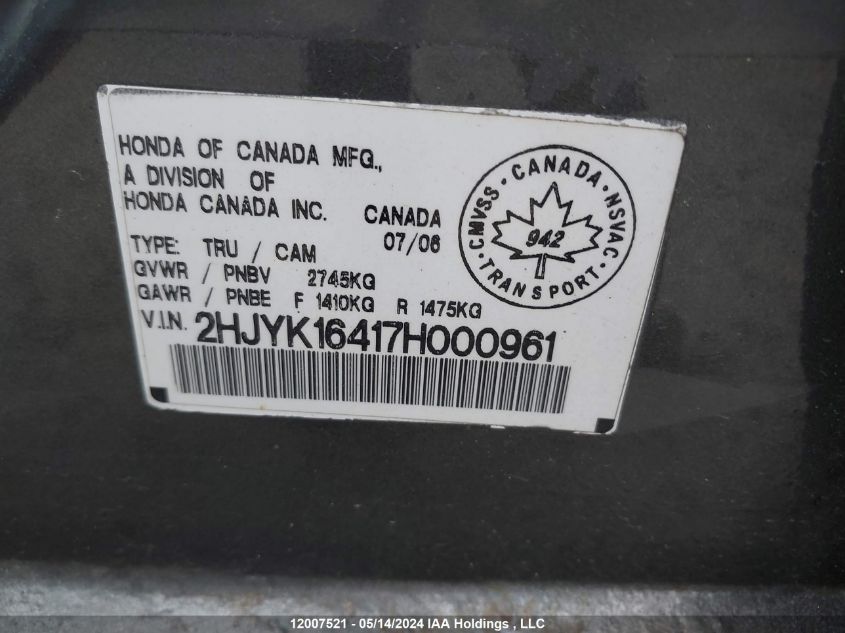 HONDA OF CANADA MFG.,
A DIVISION OF
HONDA CANADA INC. CANADA
07/06
TYPE: TRU / CAM
GVWR / PNBV 2745KG
GAWR / PNBE F 1410KG R 1475KG
V.I.N. 2HJYK16417H000961
CMVSS · CANADA · NSVAC ·
942
TRANSPORT
12007521 - 05/14/2024 IAA Holdings , LLC